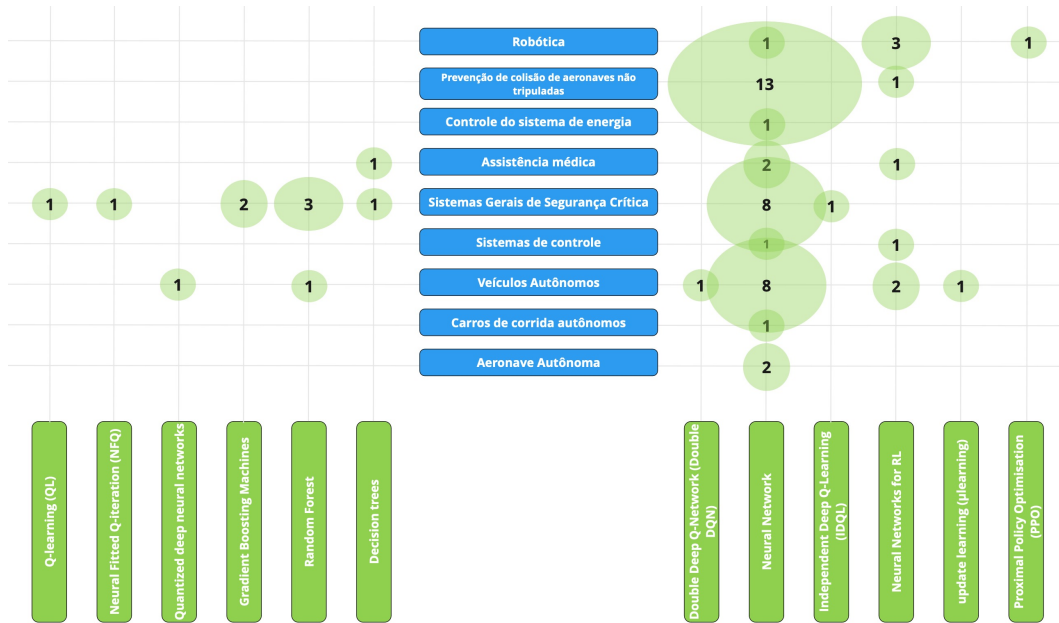 1
Robótica
1
3
1
Prevenção de colisão de aeronaves não
tripuladas
13
1
Controle do sistema de energia
1
1
Assistência médica
2
1
1
1
2
3
1
Sistemas Gerais de Segurança Crítica
8
1
Sistemas de controle
1
1
1
1
Veículos Autônomos
1
8
2
1
Carros de corrida autônomos
1
Aeronave Autônoma
2
Q-learning (QL)
Neural Fitted Q-iteration (NFQ)
Quantized deep neural networks
Gradient Boosting Machines
Random Forest
Decision trees
Double Deep Q-Network (Double
DQN)
Neural Network
Independent Deep Q-Learning
(IDQL)
Neural Networks for RL
update learning (μlearning)
Proximal Policy Optimisation
(PPO)